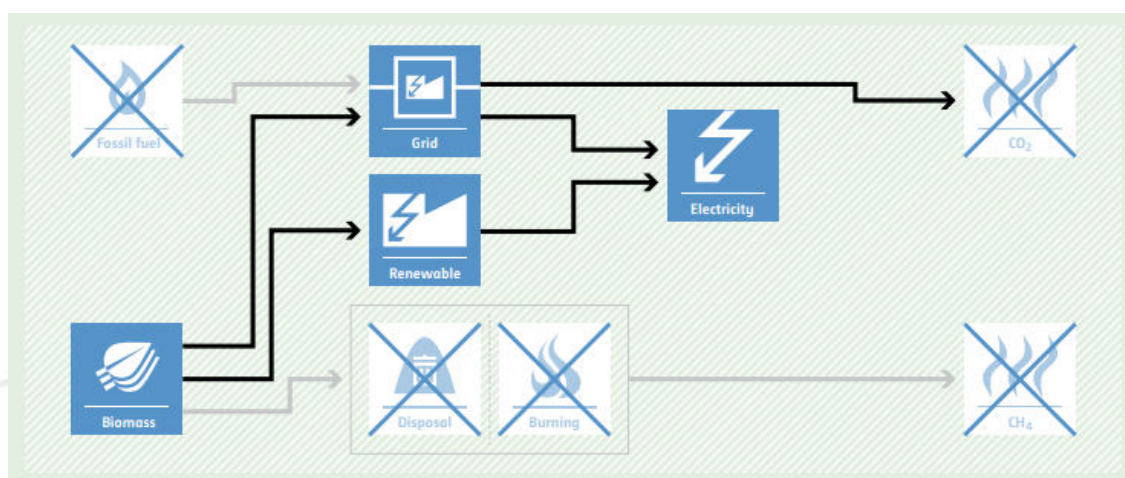 Fossil fuel
Grid
CO₂
Electricity
Renewable
Biomass
Disposal
Burning
CH₄